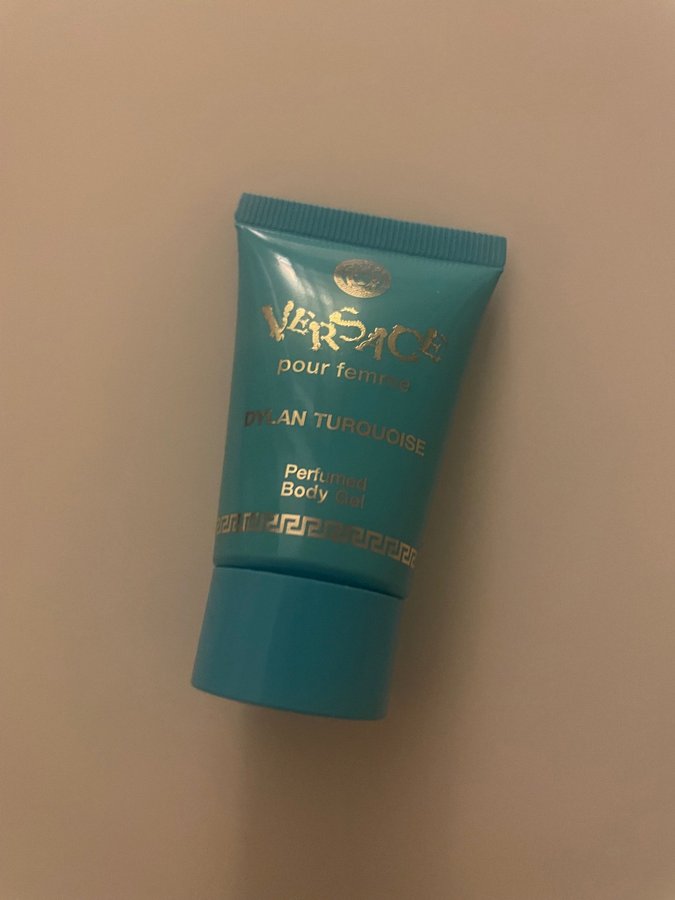 VERSACE
pour femme
DYLAN TURQUOISE
Perfumed
Body Gel